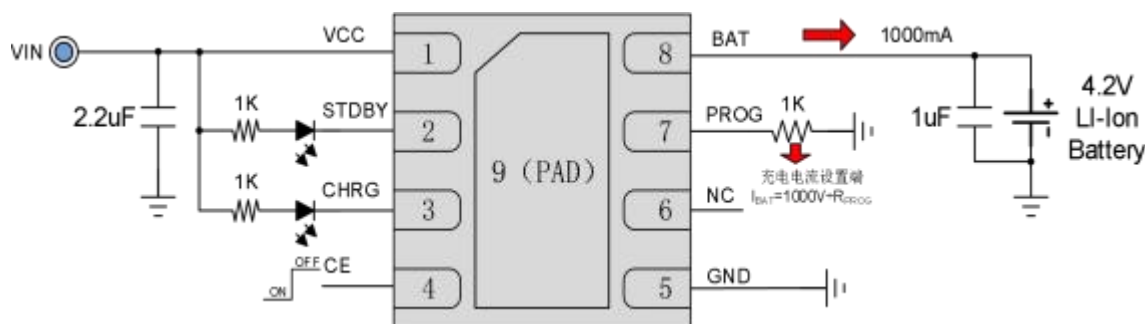 VIN
VCC
2.2uF
1K
STDBY
1K
CHRG
OFF
CE
ON
1
2
3
4
9 (PAD)
8
7
6
5
BAT
1000mA
PROG
1K
充电电流设置端
IBAT=1000V÷RPROG
NC
GND
1uF
+
4.2V
LI-Ion
Battery